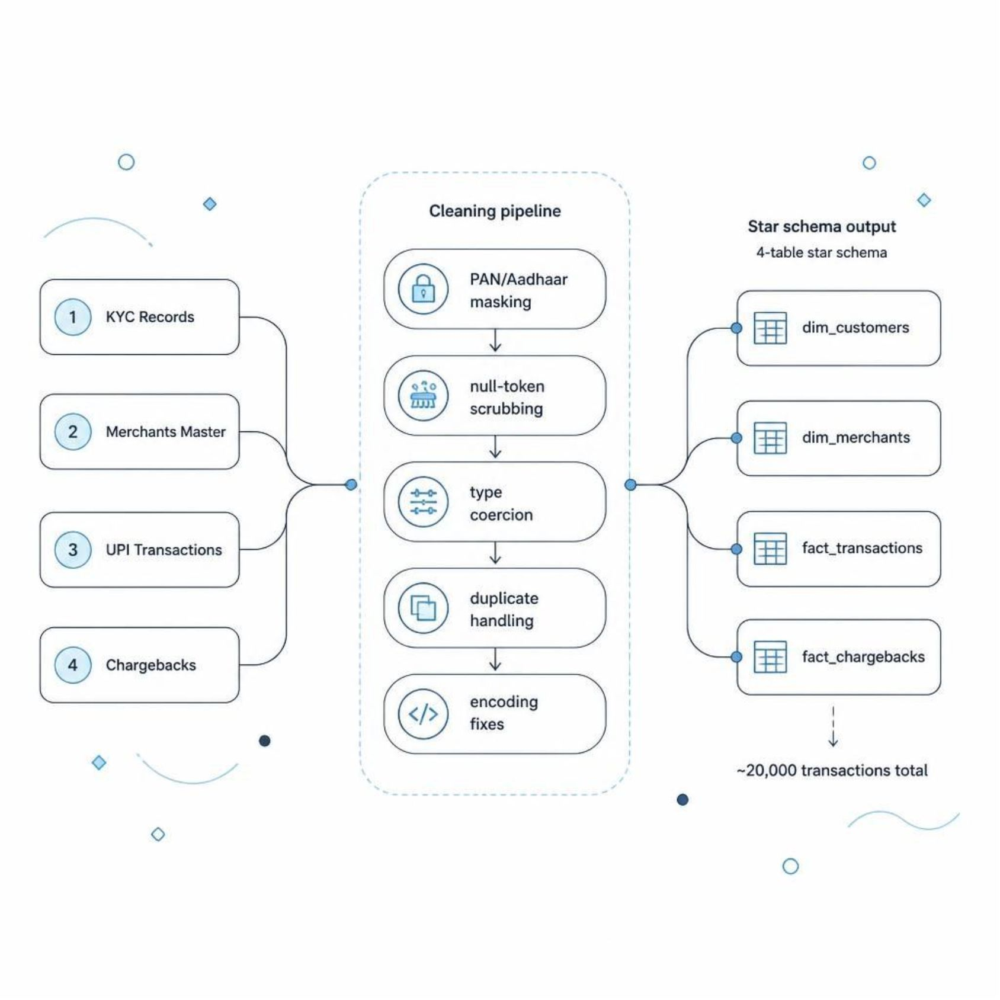 1
KYC Records
2
Merchants Master
3
UPI Transactions
4
Chargebacks
Cleaning pipeline
PAN/Aadhaar
masking
null-token
scrubbing
type
coercion
duplicate
handling
</>
encoding
fixes
Star schema output
4-table star schema
dim_customers
dim_merchants
fact_transactions
fact_chargebacks
~20,000 transactions total